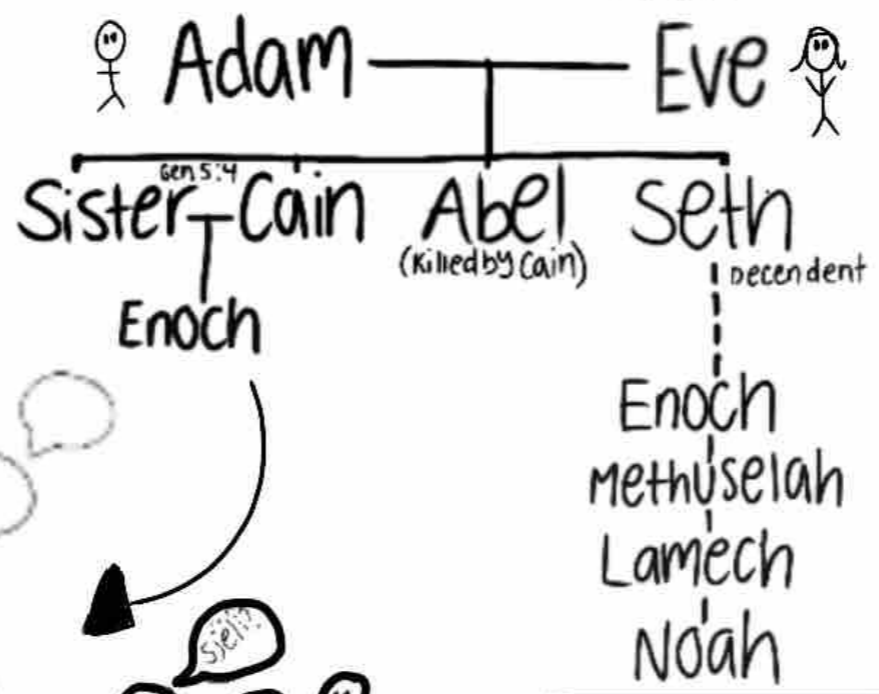 Adam Eve
Gen 5:4
Sister Cain Abel Seth
(Killed by Cain)
Decendent
Enoch
Enoch
Methuselah
Lamech
Noah